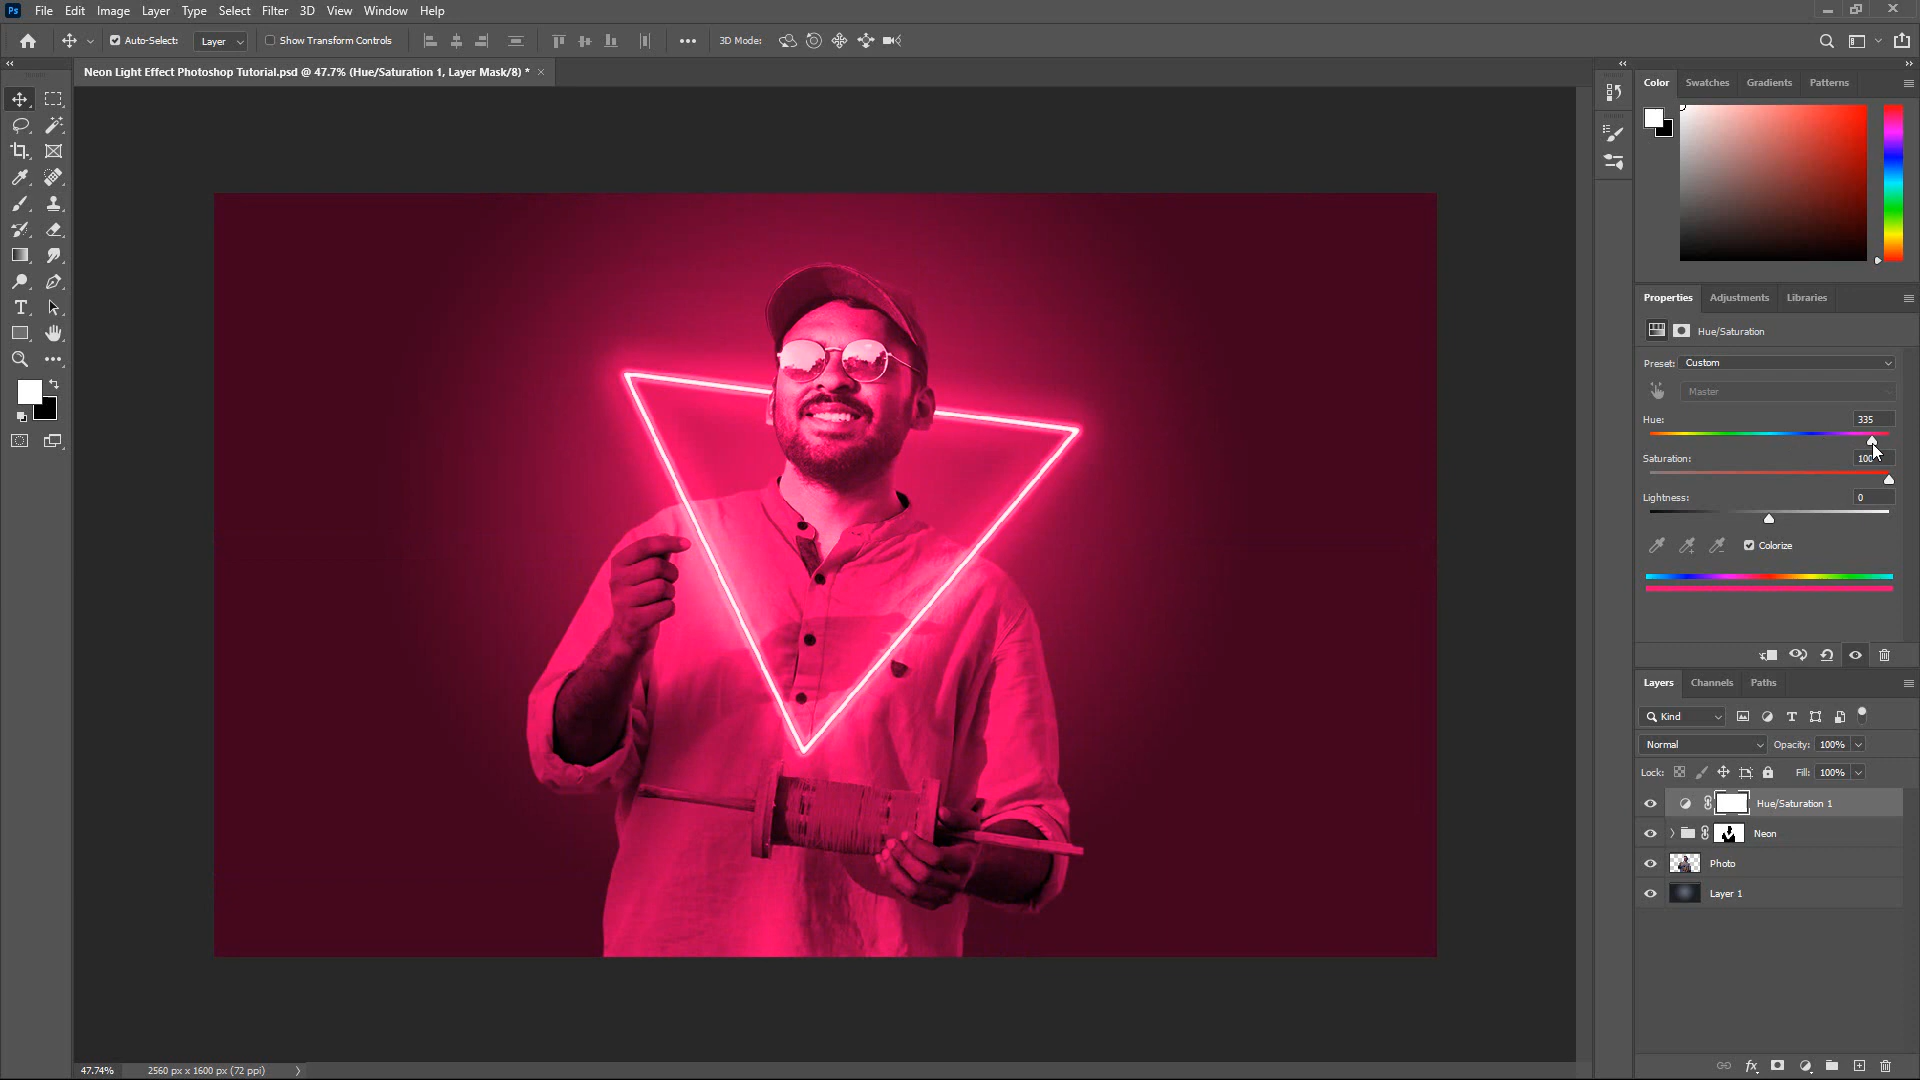 Ps File Edit Image Layer Type Select Filter 3D View Window Help
Auto-Select: Layer Show Transform Controls 3D Mode:
Neon Light Effect Photoshop Tutorial.psd @ 47.7% (Hue/Saturation 1, Layer Mask/8) * ×
Color Swatches Gradients Patterns
Properties Adjustments Libraries
Hue/Saturation
Preset: Custom
Master
Hue: 335
Saturation: 100
Lightness: 0
Colorize
Layers Channels Paths
Kind
Normal Opacity: 100%
Lock: Fill: 100%
Hue/Saturation 1
Neon
Photo
Layer 1
47.74% 2560 px x 1600 px (72 ppi)